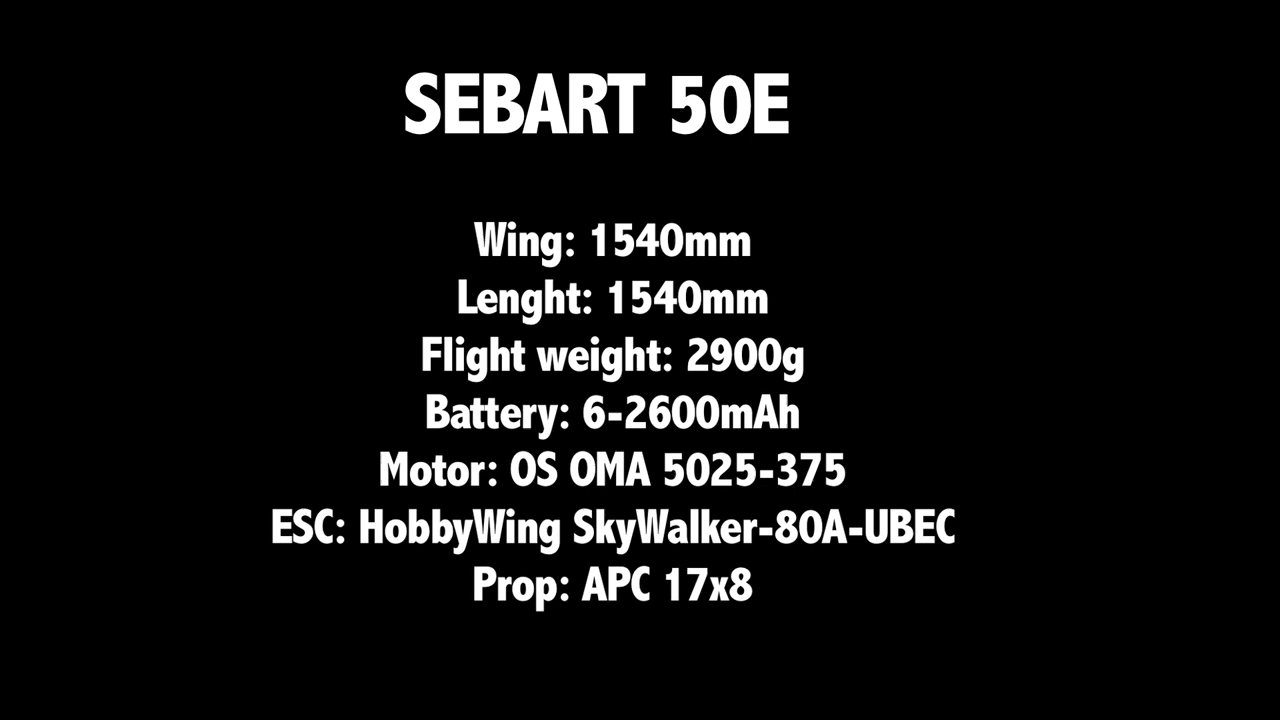 SEBART 50E
Wing: 1540mm
Lenght: 1540mm
Flight weight: 2900g
Battery: 6-2600mAh
Motor: OS OMA 5025-375
ESC: HobbyWing SkyWalker-80A-UBEC
Prop: APC 17x8